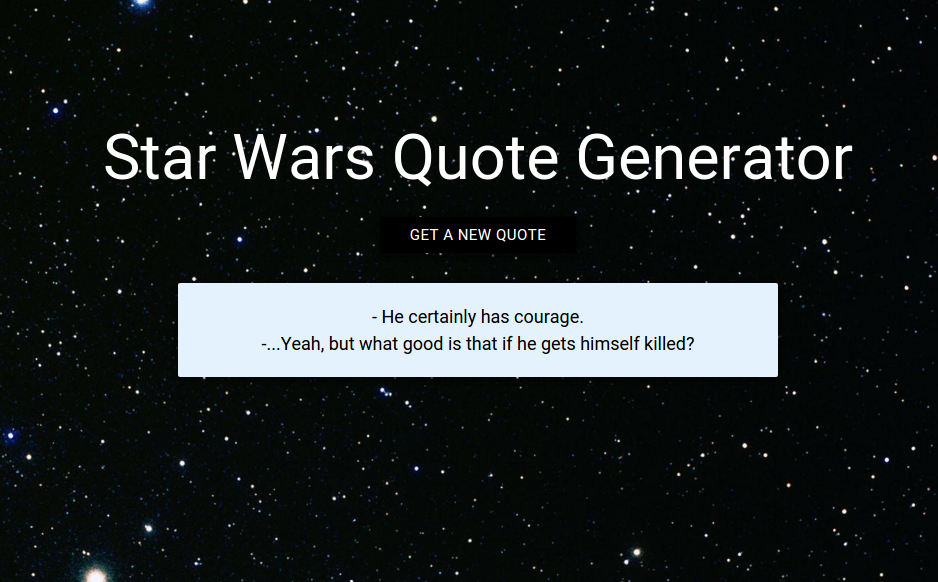 Star Wars Quote Generator
GET A NEW QUOTE
- He certainly has courage.
-...Yeah, but what good is that if he gets himself killed?